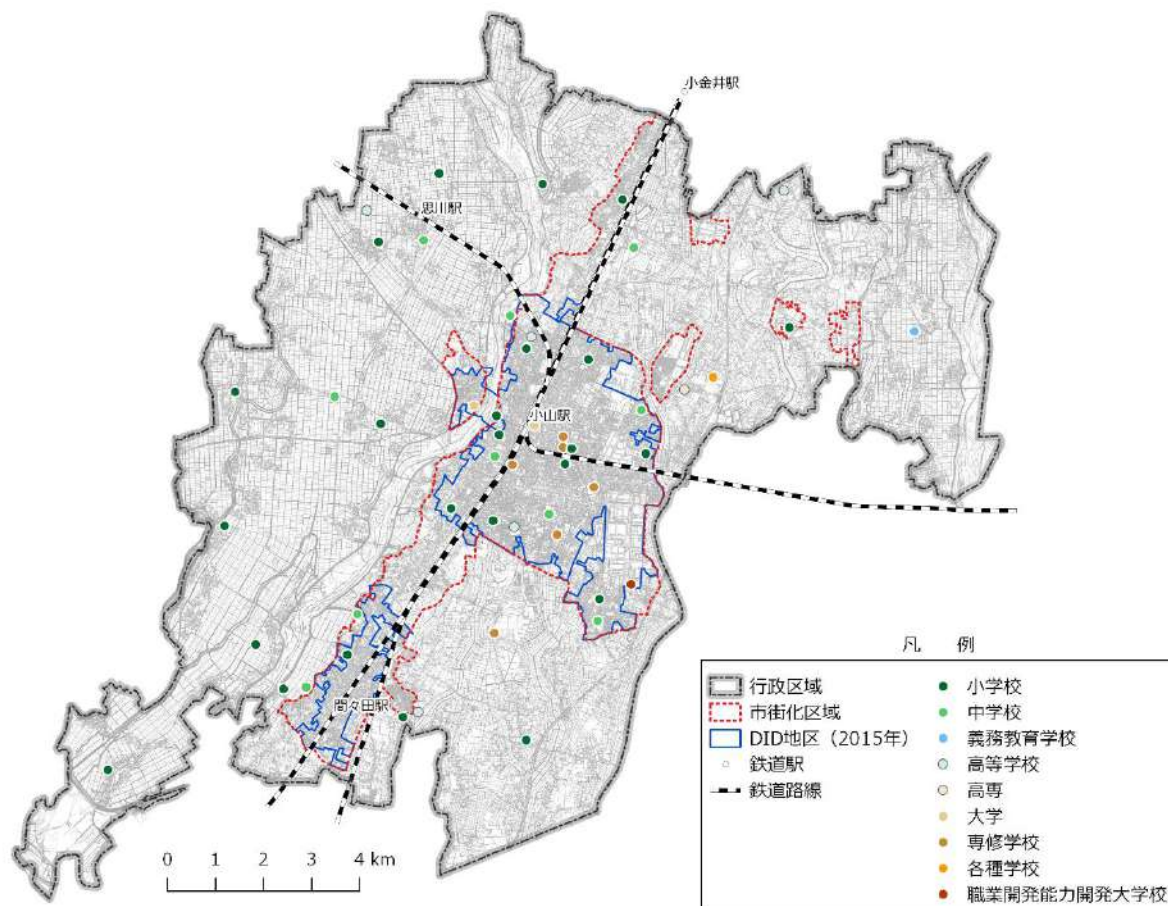 小金井駅
思川駅
小山駅
間々田駅
0 1 2 3 4 km
凡 例
行政区域
市街化区域
DID地区（2015年）
鉄道駅
鉄道路線
小学校
中学校
義務教育学校
高等学校
高専
大学
専修学校
各種学校
職業開発能力開発大学校